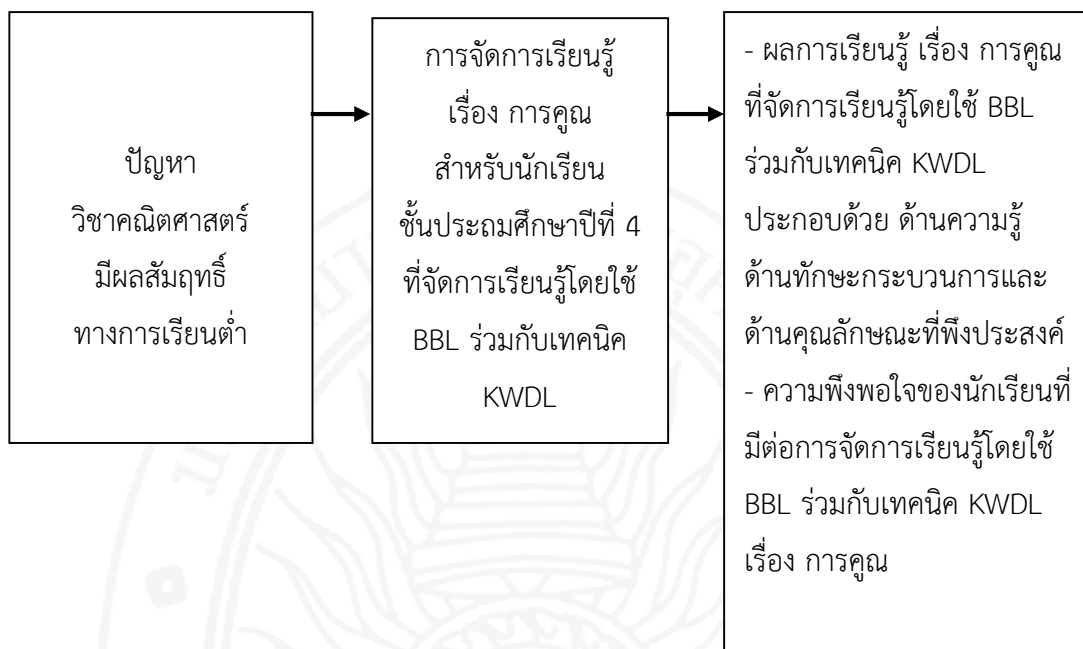 ปัญหา
วิชาคณิตศาสตร์
มีผลสัมฤทธิ์
ทางการเรียนต่ำ
การจัดการเรียนรู้
เรื่อง การคูณ
สำหรับนักเรียน
ชั้นประถมศึกษาปีที่ 4
ที่จัดการเรียนรู้โดยใช้
BBL ร่วมกับเทคนิค
KWDL
- ผลการเรียนรู้ เรื่อง การคูณ
ที่จัดการเรียนรู้โดยใช้ BBL
ร่วมกับเทคนิค KWDL
ประกอบด้วย ด้านความรู้
ด้านทักษะกระบวนการและ
ด้านคุณลักษณะที่พึงประสงค์
- ความพึงพอใจของนักเรียนที่
มีต่อการจัดการเรียนรู้โดยใช้
BBL ร่วมกับเทคนิค KWDL
เรื่อง การคูณ